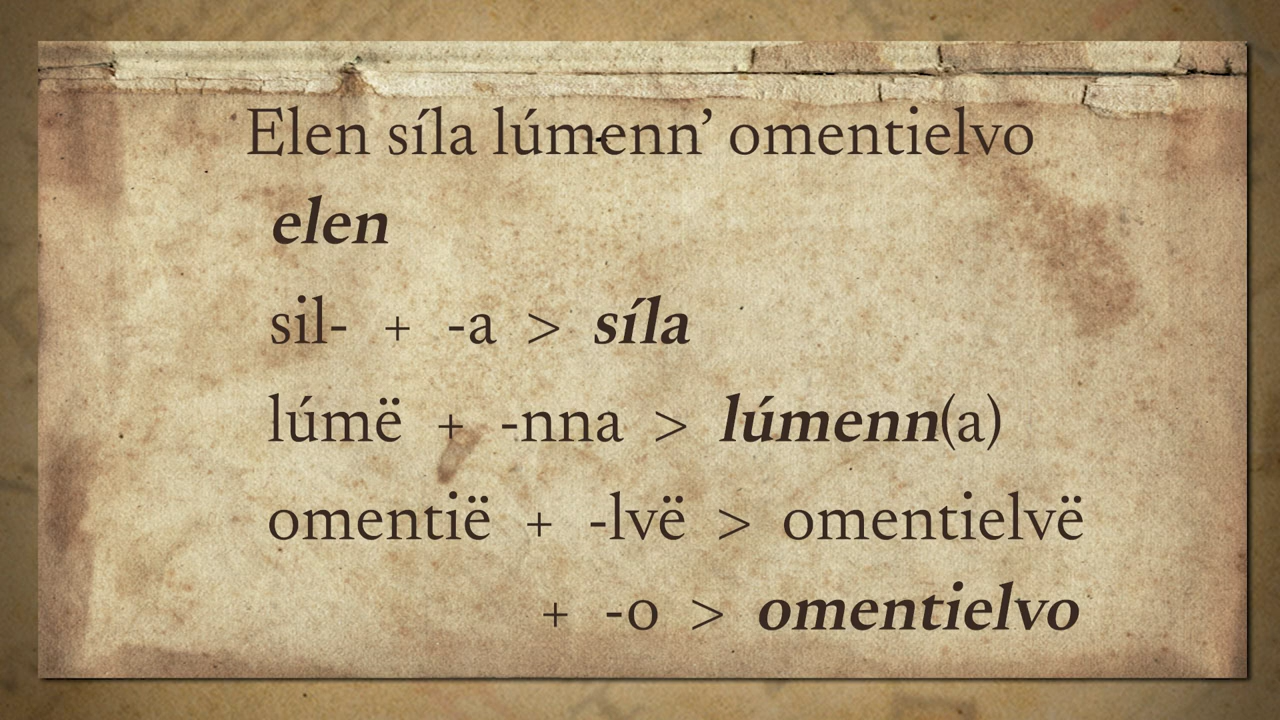 Elen síla lúmenn’ omentielvo
elen
sil- + -a > síla
lúmë + -nna > lúmenn(a)
omentië + -lvë > omentielvë
+ -o > omentielvo